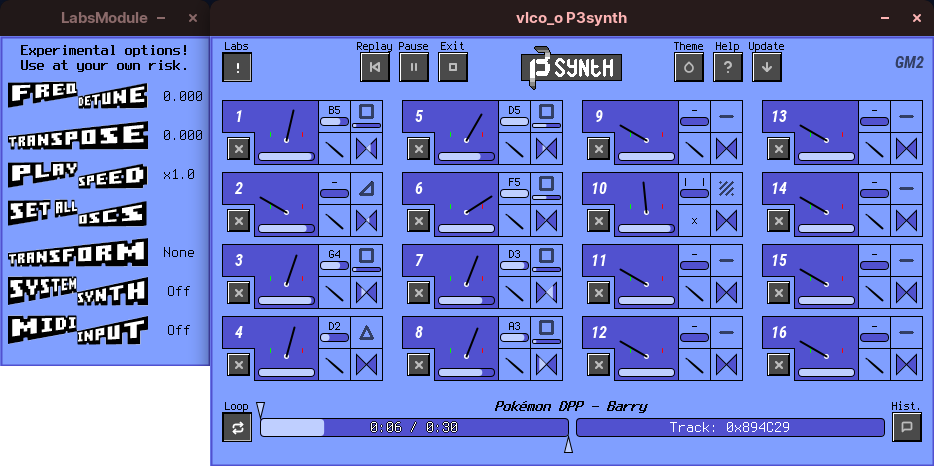 LabsModule
vlco_o P3synth
Experimental options!
Use at your own risk.
FREQ DETUNE 0.000
TRANSPOSE 0.000
PLAY SPEED x1.0
SET ALL OSCS
TRANSFORM None
SYSTEM SYNTH Off
MIDI INPUT Off
Labs Replay Pause Exit
P SYNTH
Theme Help Update
GM2
1 B5
5 D5
9 -
13 -
2 -
6 F5
10
14 -
3 G4
7 D3
11 -
15 -
4 D2
8 A3
12 -
16 -
Pokémon DPP - Barry
Loop
0:06 / 0:30
Track: 0x894C29
Hist.